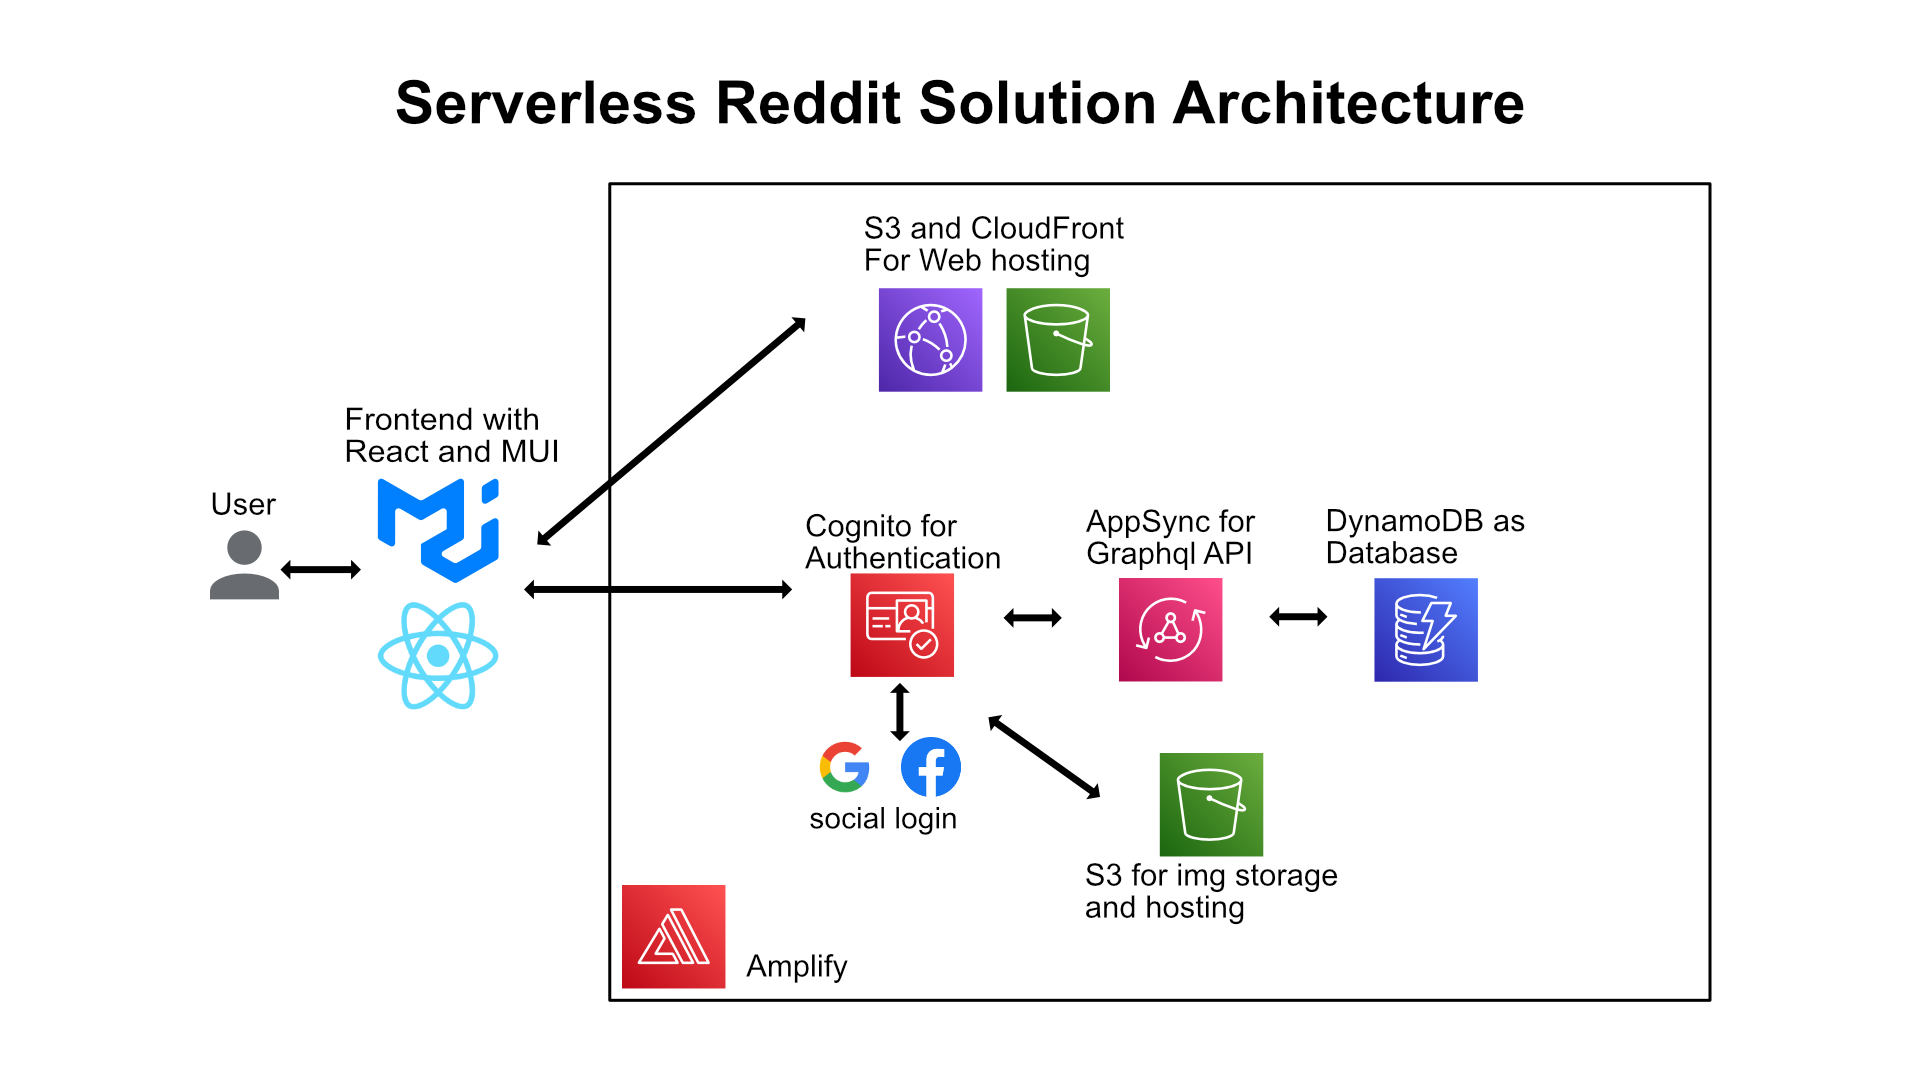 Serverless Reddit Solution Architecture
S3 and CloudFront
For Web hosting
Frontend with
React and MUI
User
Cognito for
Authentication
AppSync for
Graphql API
DynamoDB as
Database
social login
S3 for img storage
and hosting
Amplify